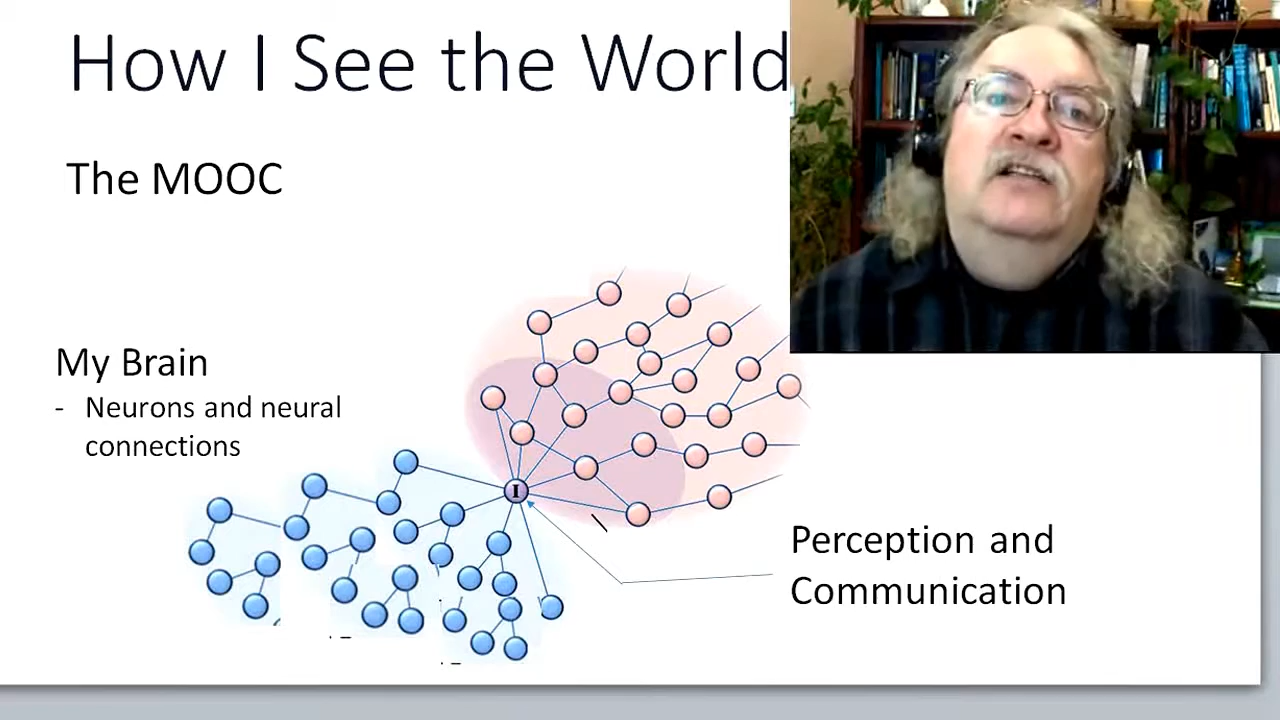 How I See the World
The MOOC
My Brain
- Neurons and neural
connections
I
Perception and
Communication